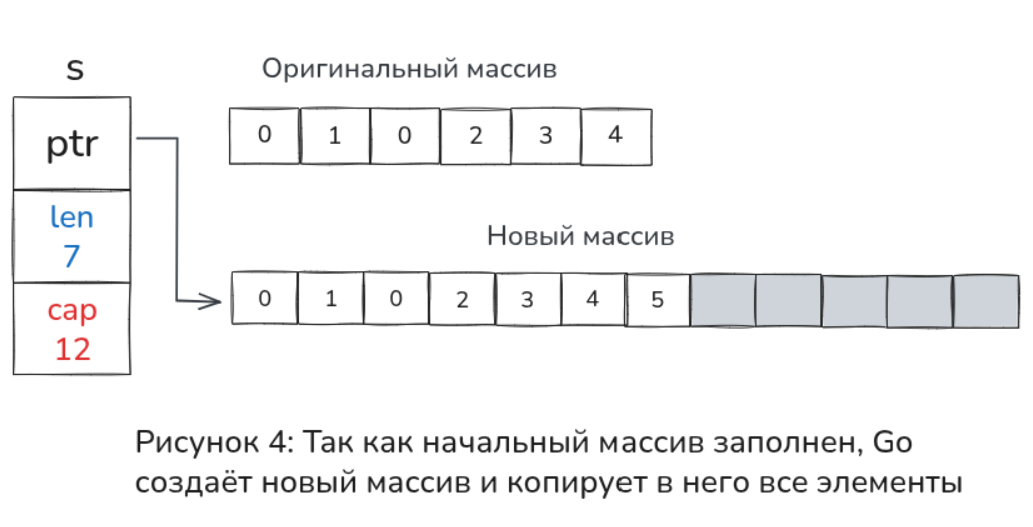 s
Оригинальный массив
ptr
0 1 0 2 3 4
len
7
Новый массив
cap
12
0 1 0 2 3 4 5
Рисунок 4: Так как начальный массив заполнен, Go
создаёт новый массив и копирует в него все элементы